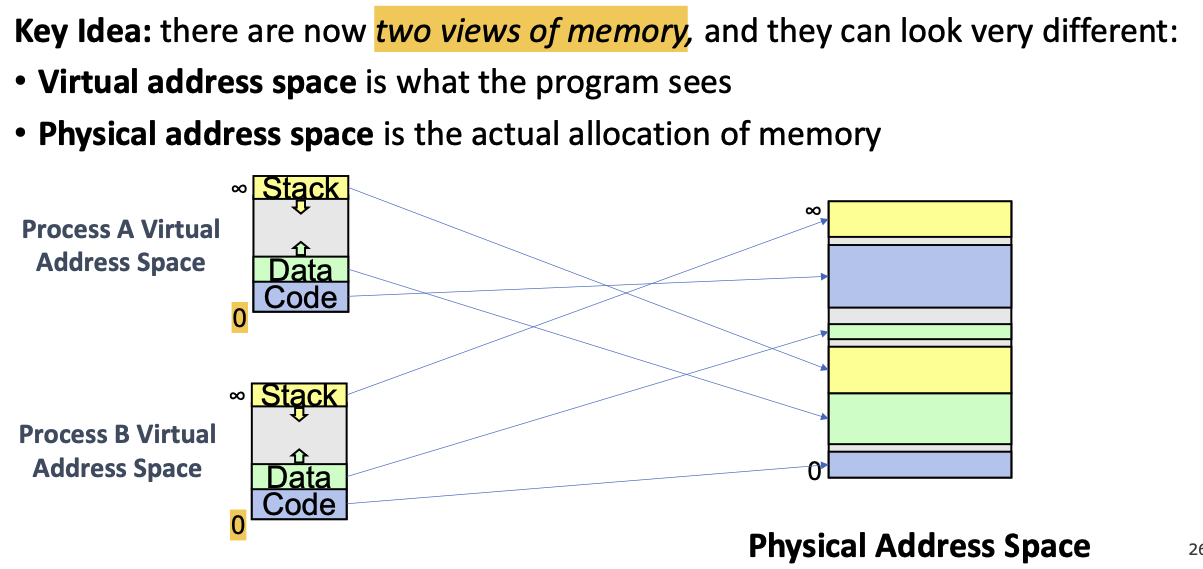 Key Idea: there are now two views of memory, and they can look very different:
• Virtual address space is what the program sees
• Physical address space is the actual allocation of memory
∞
Stack
Process A Virtual
Address Space
Data
Code
0
∞
Stack
Process B Virtual
Address Space
Data
Code
0
∞
0
Physical Address Space